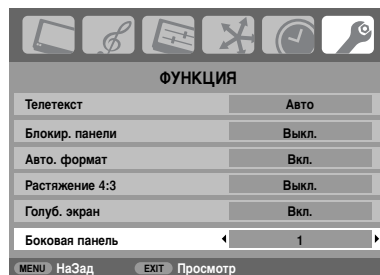 ФУНКЦИЯ
Телетекст Авто
Блокир. панели Выкл.
Авто. формат Вкл.
Растяжение 4:3 Выкл.
Голуб. экран Вкл.
Боковая панель 1
MENU НаЗад EXIT Просмотр